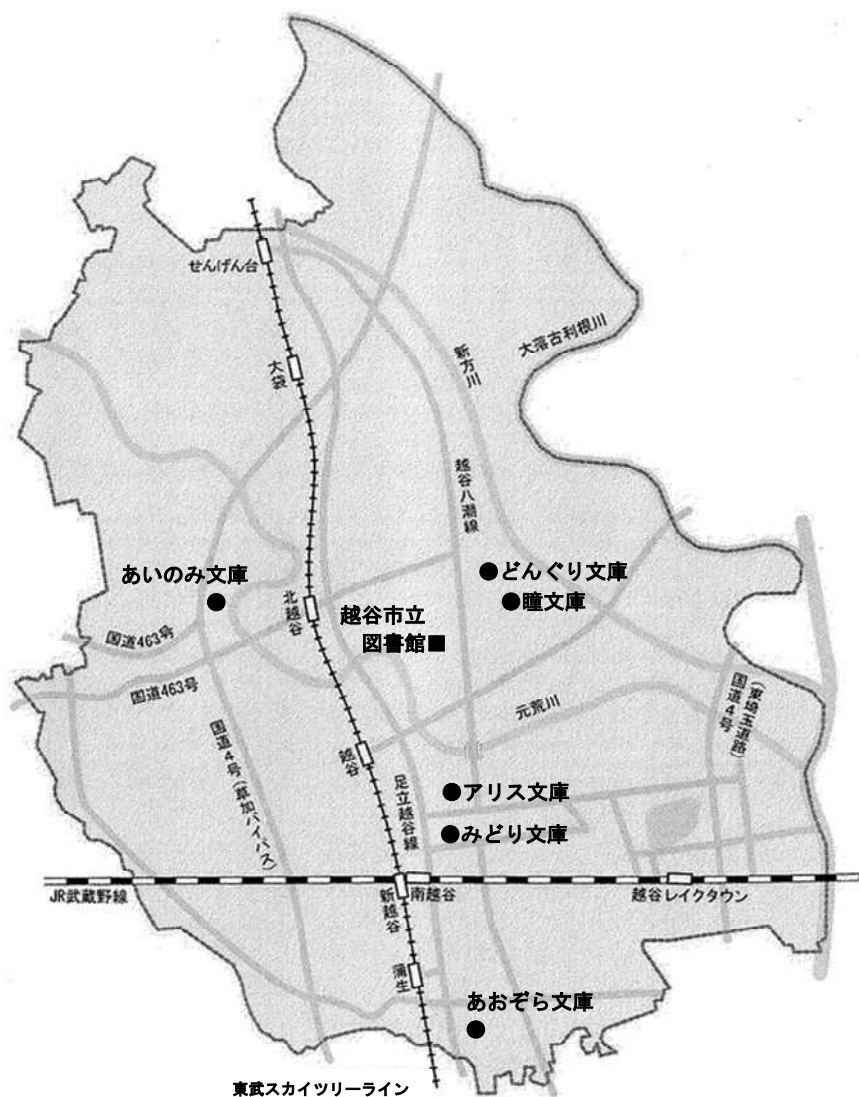 せんげん台
大袋
新方川
大落古利根川
越谷八潮線
あいのみ文庫
●
●どんぐり文庫
●瞳文庫
北越谷
越谷市立
図書館■
国道463号
国道463号
国道4号(草加バイパス)
越谷
元荒川
国道4号
(東埼玉道路)
足立越谷線
●アリス文庫
●みどり文庫
JR武蔵野線
新越谷
南越谷
越谷レイクタウン
蒲生
あおぞら文庫
●
東武スカイツリーライン